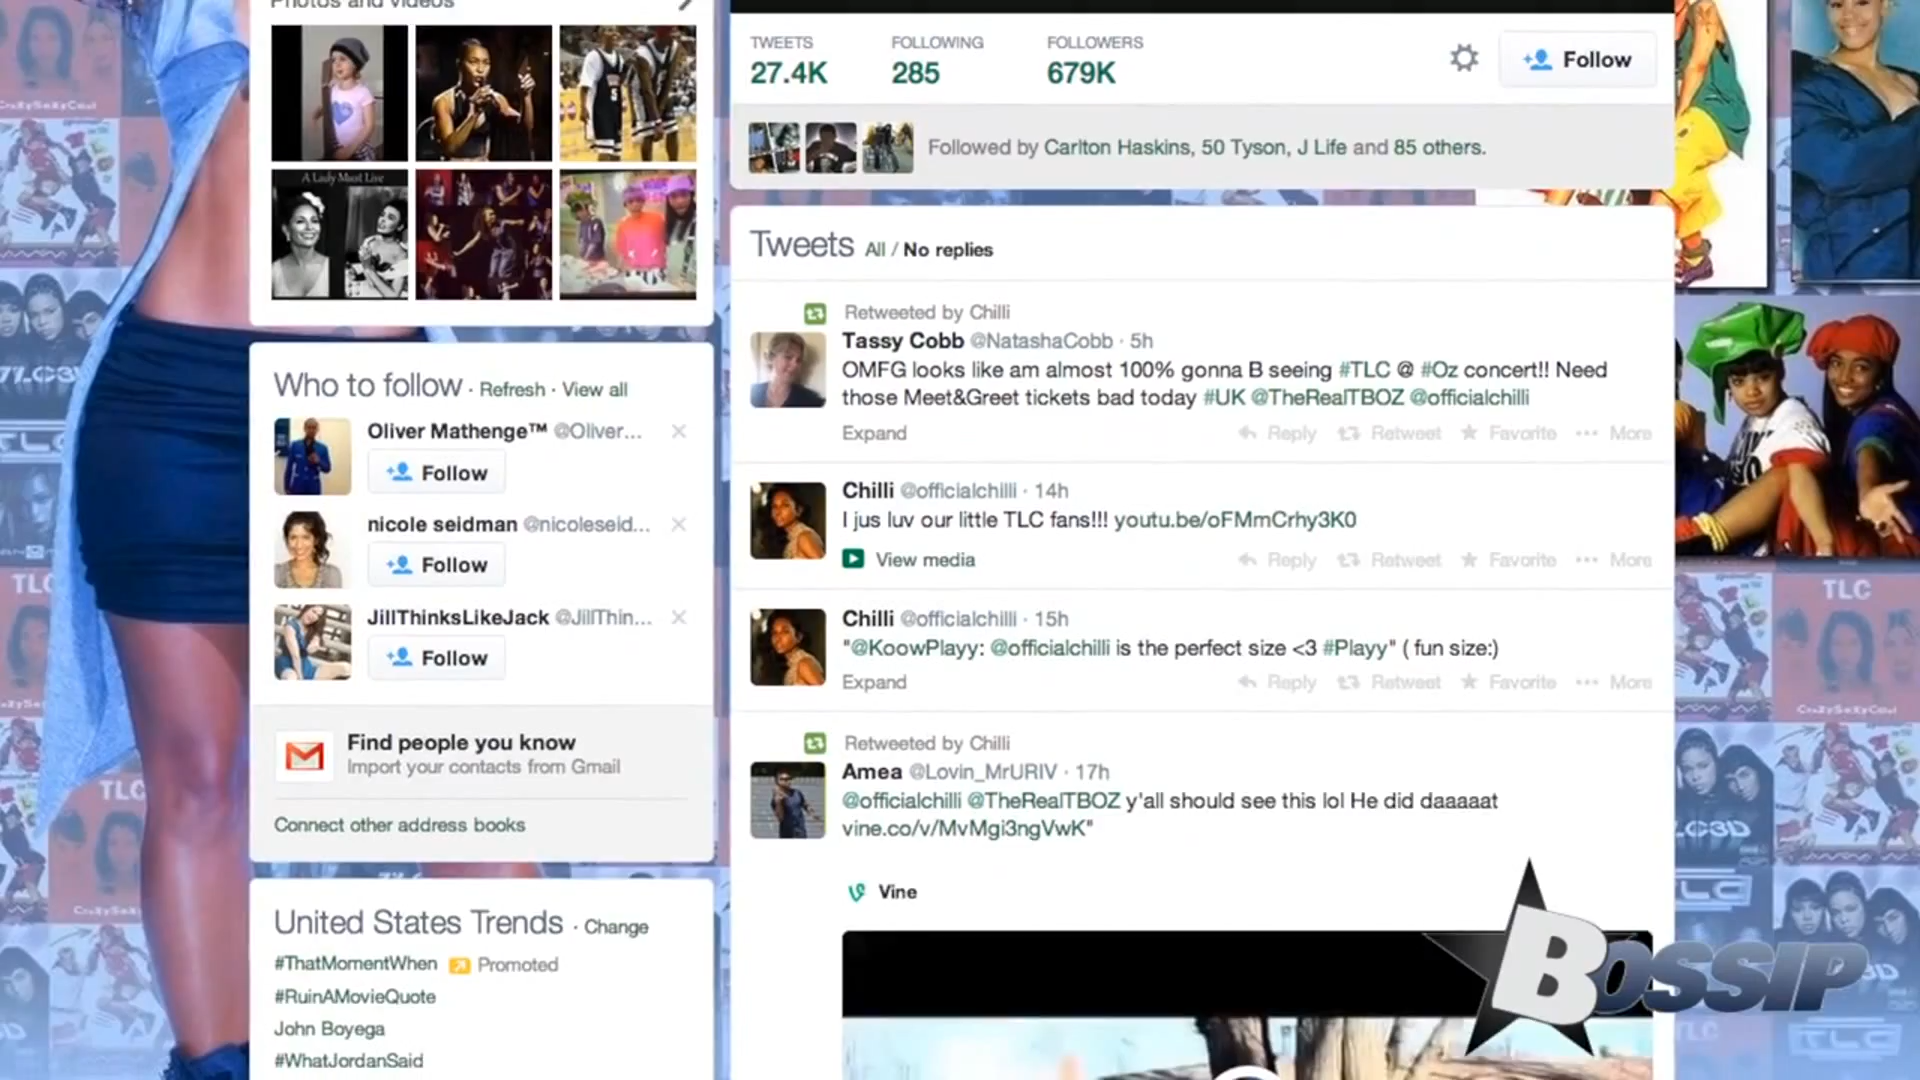 Photos and videos
A Lady Must Live
Who to follow · Refresh · View all
Oliver Mathenge™ @Oliver...
Follow
nicole seidman @nicoleseid...
Follow
JillThinksLikeJack @JillThin...
Follow
Find people you know
Import your contacts from Gmail
Connect other address books
United States Trends · Change
#ThatMomentWhen Promoted
#RuinAMovieQuote
John Boyega
#WhatJordanSaid
TWEETS FOLLOWING FOLLOWERS
27.4K 285 679K
Follow
Followed by Carlton Haskins, 50 Tyson, J Life and 85 others.
Tweets All / No replies
Retweeted by Chilli
Tassy Cobb @NatashaCobb · 5h
OMFG looks like am almost 100% gonna B seeing #TLC @ #Oz concert!! Need
those Meet&Greet tickets bad today #UK @TheRealTBOZ @officialchilli
Expand Reply Retweet Favorite More
Chilli @officialchilli · 14h
I jus luv our little TLC fans!!! youtu.be/oFMmCrhy3K0
View media Reply Retweet Favorite More
Chilli @officialchilli · 15h
"@KoowPlayy: @officialchilli is the perfect size <3 #Playy" ( fun size:)
Expand Reply Retweet Favorite More
Retweeted by Chilli
Amea @Lovin_MrURIV · 17h
@officialchilli @TheRealTBOZ y'all should see this lol He did daaaaat
vine.co/v/MvMgi3ngVwK"
Vine
BOSSIP
CrazySexyCool
TLC
TLC
TLC
CrazySexyCool
TLC